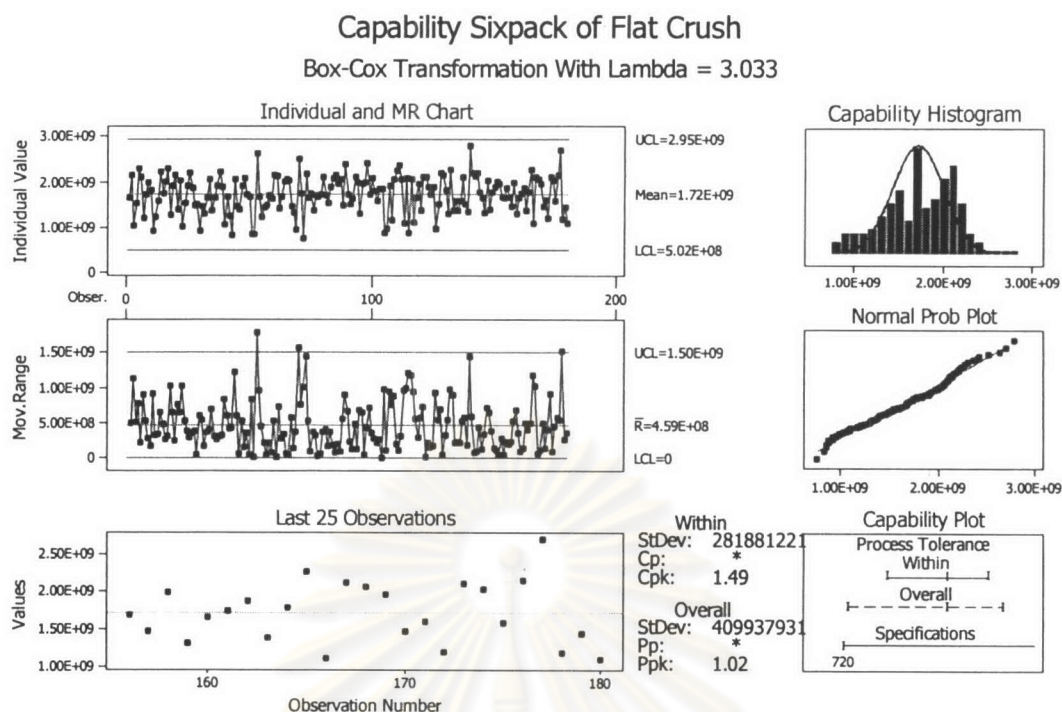 Capability Sixpack of Flat Crush
Box-Cox Transformation With Lambda = 3.033
Individual and MR Chart
Individual Value
3.00E+09
2.00E+09
1.00E+09
0
UCL=2.95E+09
Mean=1.72E+09
LCL=5.02E+08
Obser. 0 100 200
Mov.Range
1.50E+09
1.00E+09
5.00E+08
0
UCL=1.50E+09
R̅=4.59E+08
LCL=0
Last 25 Observations
Values
2.50E+09
2.00E+09
1.50E+09
1.00E+09
160 170 180
Observation Number
Within
StDev: 281881221
Cp: *
Cpk: 1.49
Overall
StDev: 409937931
Pp: *
Ppk: 1.02
Capability Histogram
1.00E+09 2.00E+09 3.00E+09
Normal Prob Plot
1.00E+09 2.00E+09 3.00E+09
Capability Plot
Process Tolerance
Within
Overall
Specifications
720